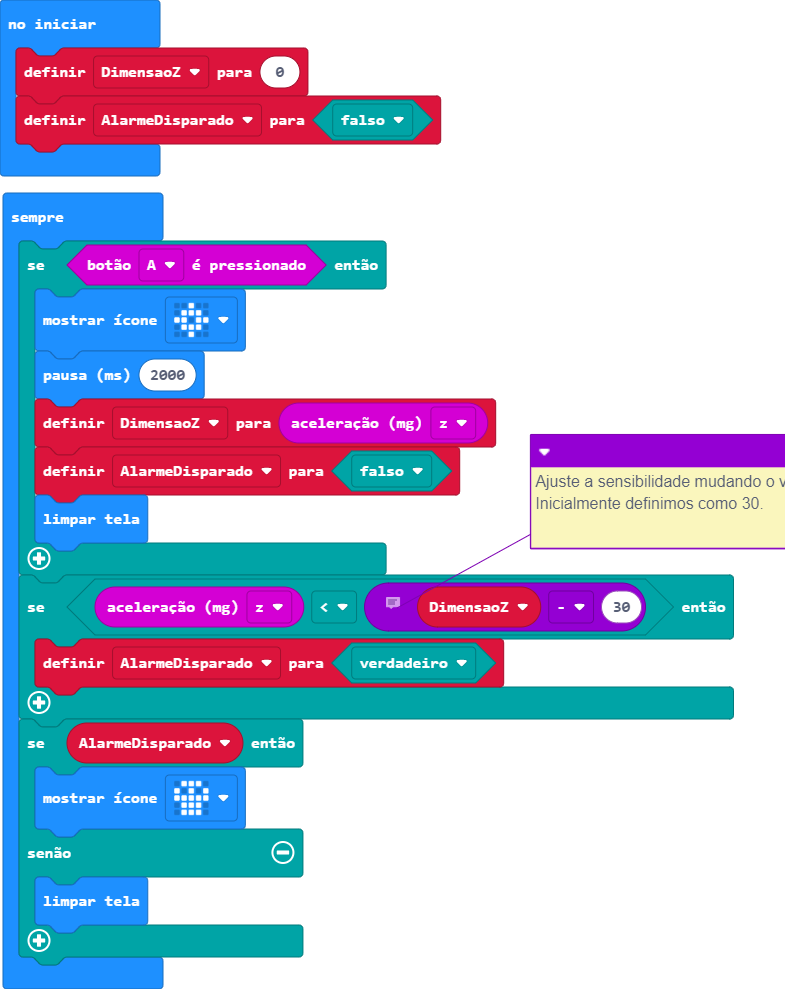 no iniciar
definir DimensaoZ para 0
definir AlarmeDisparado para falso
sempre
se botão A é pressionado então
mostrar ícone
pausa (ms) 2000
definir DimensaoZ para aceleração (mg) z
definir AlarmeDisparado para falso
limpar tela
Ajuste a sensibilidade mudando o v
Inicialmente definimos como 30.
se aceleração (mg) z < DimensaoZ - 30 então
definir AlarmeDisparado para verdadeiro
se AlarmeDisparado então
mostrar ícone
senão
limpar tela